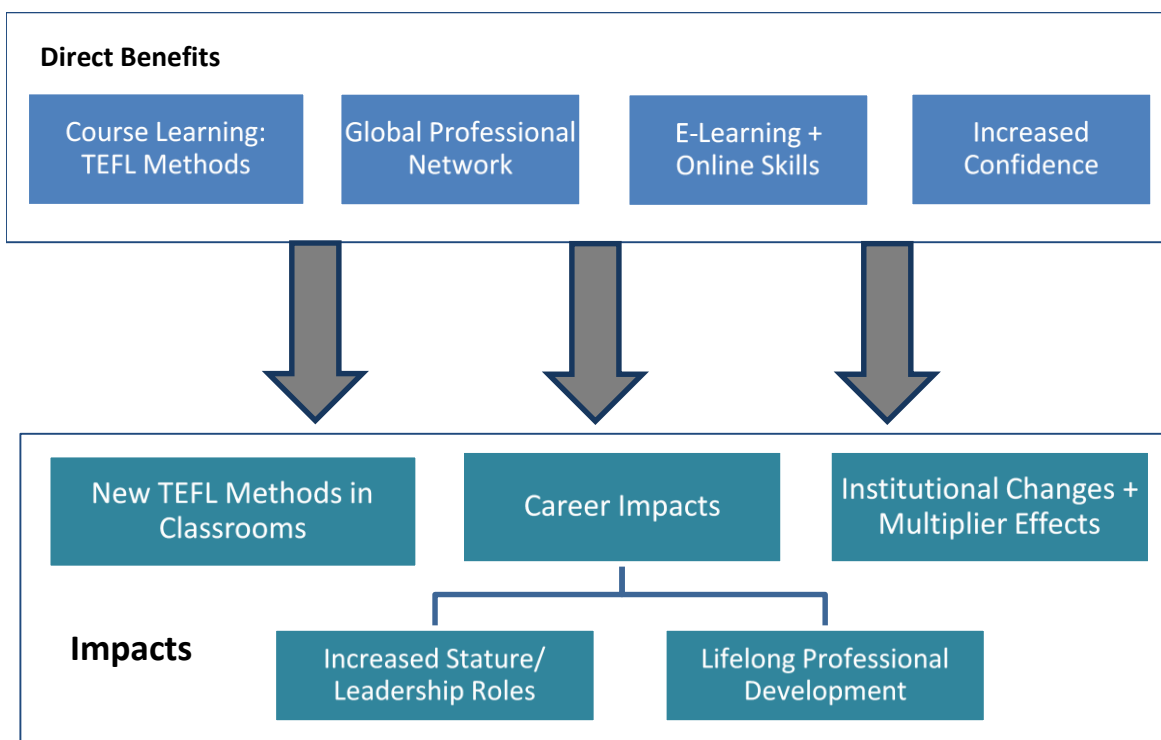 Direct Benefits
Course Learning:
TEFL Methods
Global Professional
Network
E-Learning +
Online Skills
Increased
Confidence
New TEFL Methods in
Classrooms
Career Impacts
Institutional Changes +
Multiplier Effects
Impacts
Increased Stature/
Leadership Roles
Lifelong Professional
Development